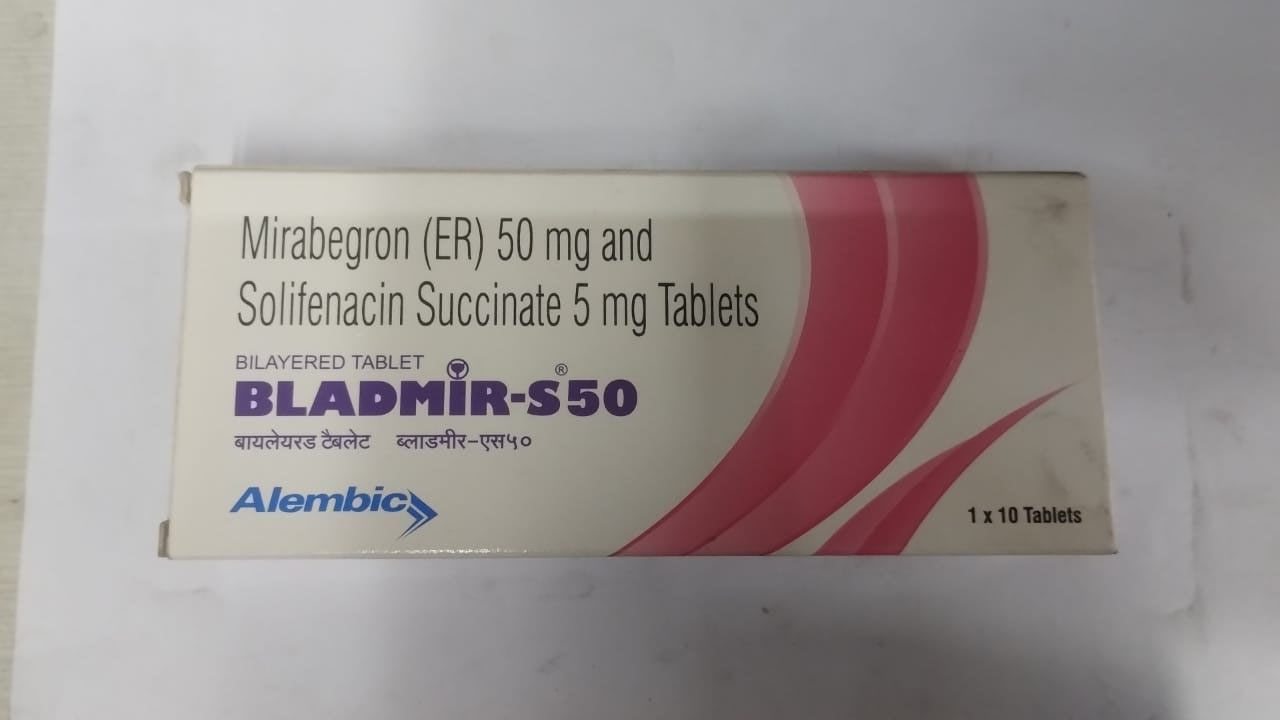 Mirabegron (ER) 50 mg and
Solifenacin Succinate 5 mg Tablets
BILAYERED TABLET
BLADMIR-S® 50
बायलेयरड टैबलेट ब्लाडमीर-एस५०
Alembic
1 x 10 Tablets